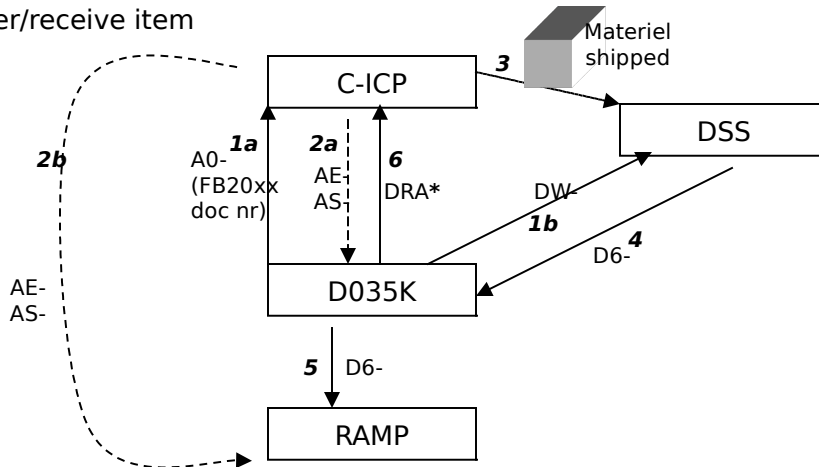 er/receive item
Materiel
shipped
3
C-ICP
DSS
1a
2a
2b
6
A0-
(FB20xx
doc nr)
AE-
AS-
DRA*
DW-
1b
4
D6-
D035K
AE-
AS-
5
D6-
RAMP